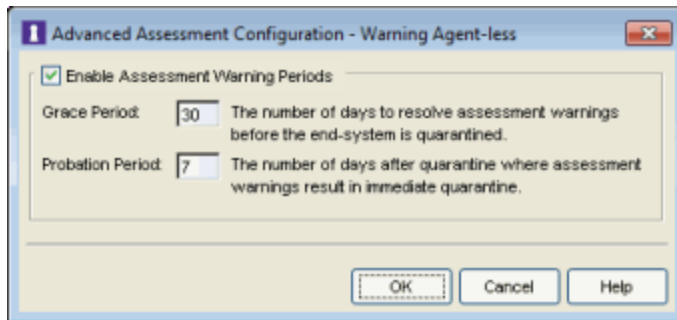 Advanced Assessment Configuration - Warning Agent-less
Enable Assessment Warning Periods
Grace Period: 30 The number of days to resolve assessment warnings
before the end-system is quarantined.
Probation Period: 7 The number of days after quarantine where assessment
warnings result in immediate quarantine.
OK Cancel Help